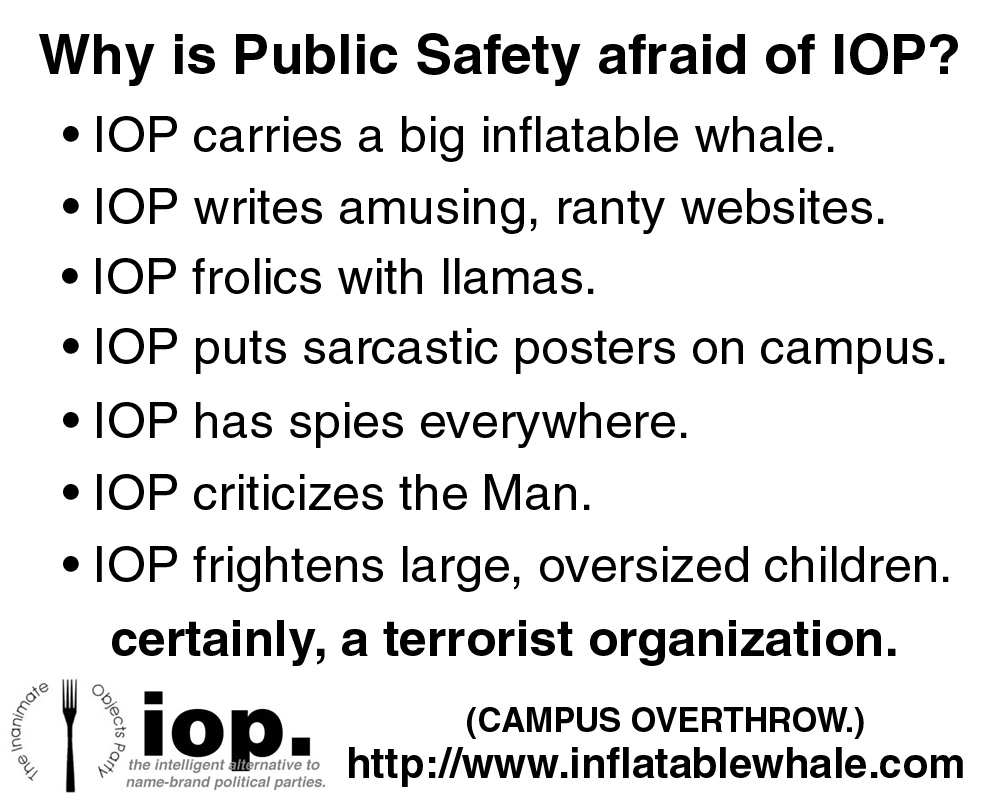 Why is Public Safety afraid of IOP?
• IOP carries a big inflatable whale.
• IOP writes amusing, ranty websites.
• IOP frolics with llamas.
• IOP puts sarcastic posters on campus.
• IOP has spies everywhere.
• IOP criticizes the Man.
• IOP frightens large, oversized children.
certainly, a terrorist organization.
The Inanimate Objects Party
iop.
the intelligent alternative to
name-brand political parties.
(CAMPUS OVERTHROW.)
http://www.inflatablewhale.com